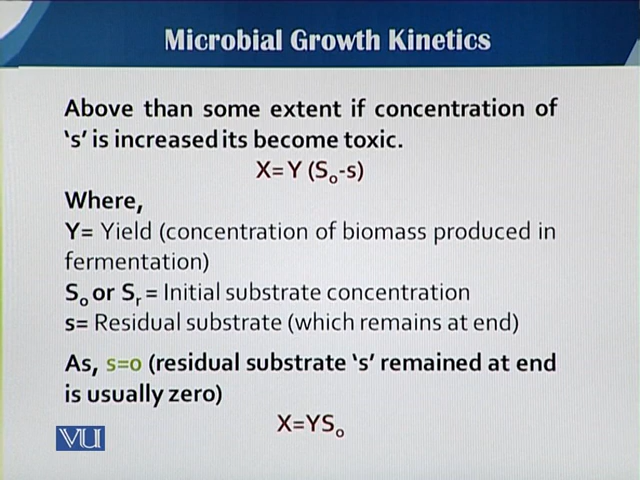 Microbial Growth Kinetics
Above than some extent if concentration of
‘s’ is increased its become toxic.
X=Y (So-s)
Where,
Y= Yield (concentration of biomass produced in
fermentation)
So or Sr = Initial substrate concentration
s= Residual substrate (which remains at end)
As, s=o (residual substrate ‘s’ remained at end
is usually zero)
X=YSo
VU